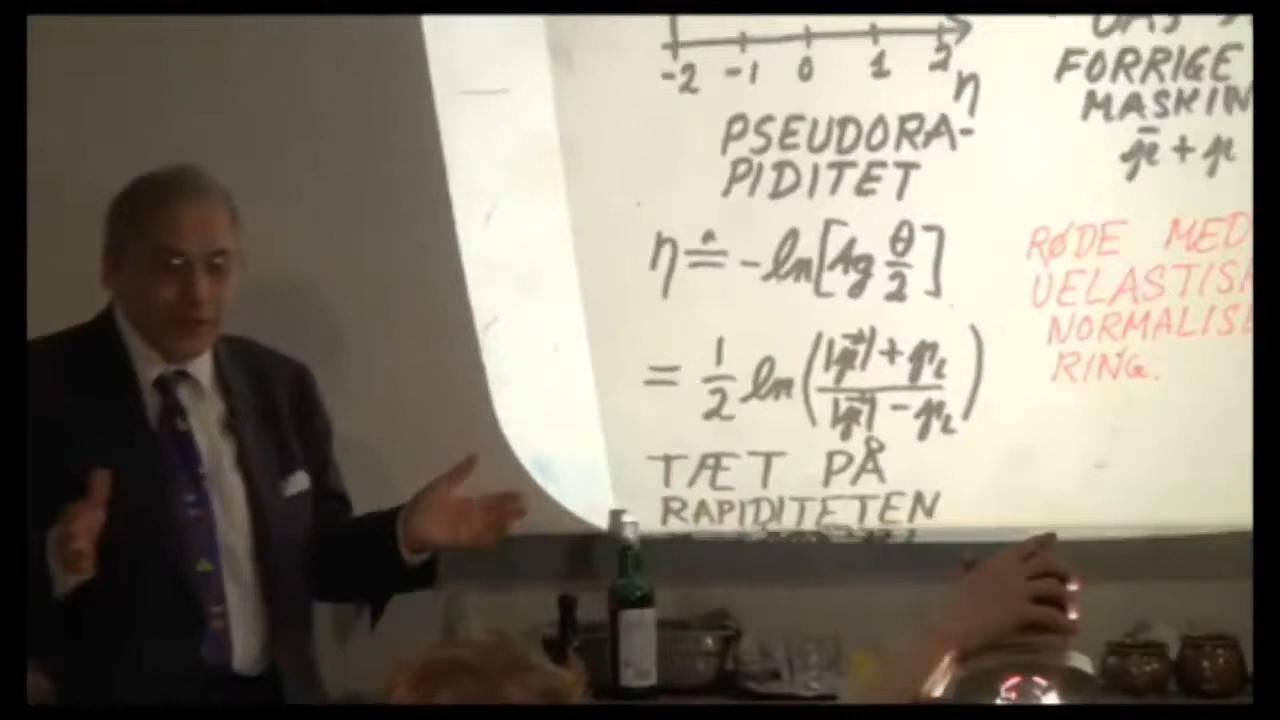 -2 -1 0 1 2
η
PSEUDORA-
PIDITET
η ≐ -ln[tg θ/2]
= 1/2 ln(|p⃗|+p_L / |p⃗|-p_L)
TÆT PÅ
RAPIDITETEN
FORRIGE
MASKIN
p̄ + p
RØDE MED
UELASTISK
NORMALISE
RING.